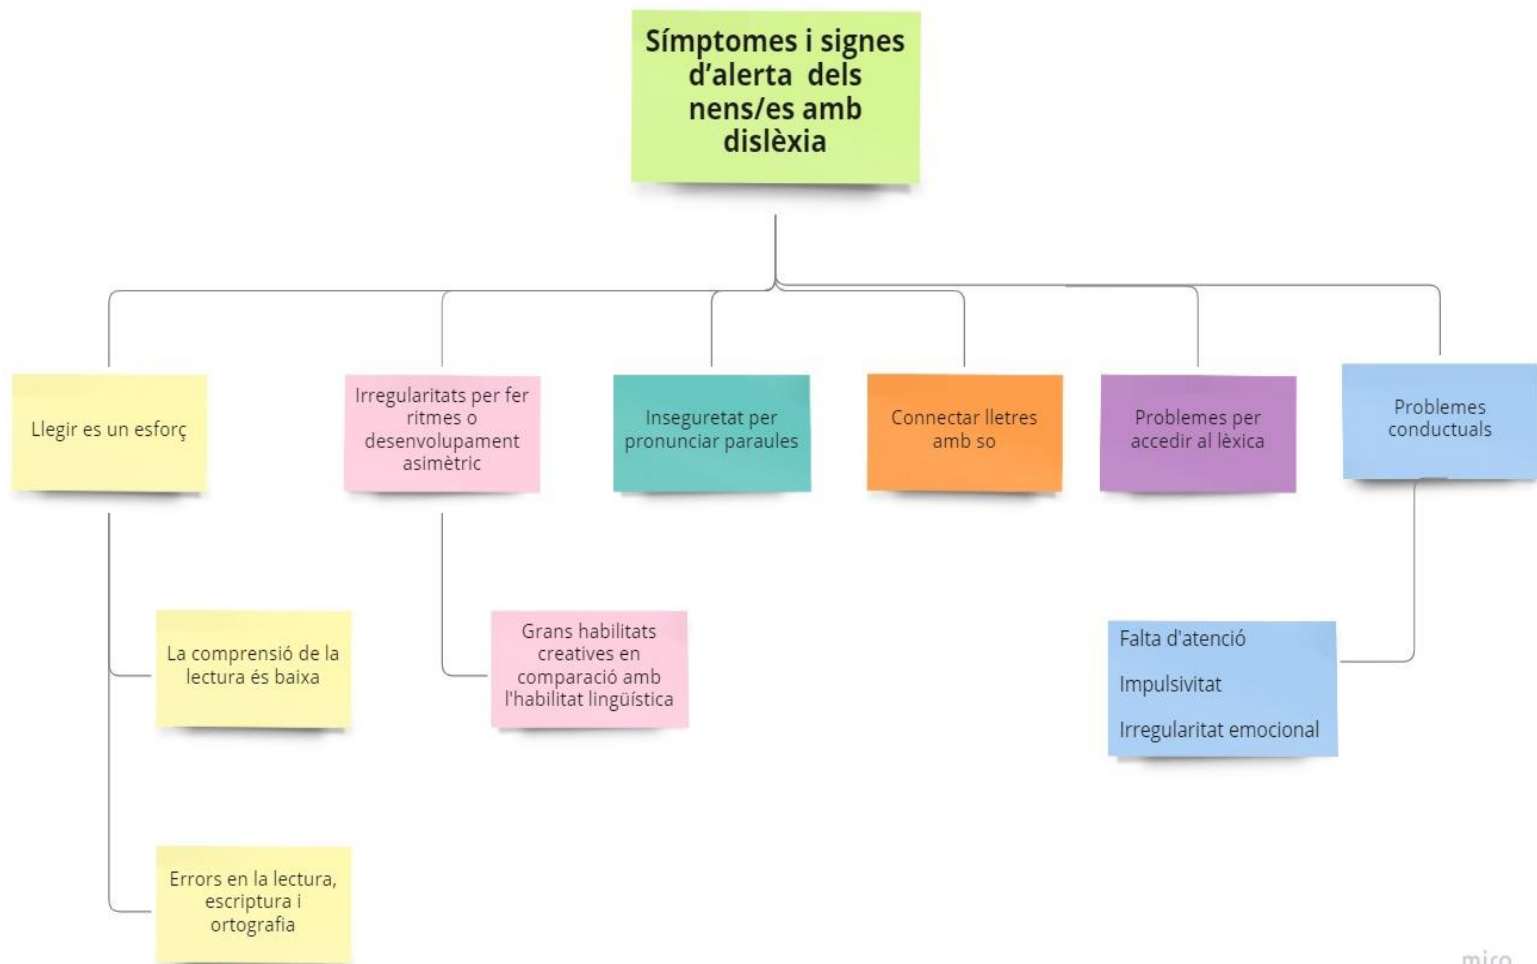 Símptomes i signes
d'alerta dels
nens/es amb
dislèxia
Llegir es un esforç
Irregularitats per fer
ritmes o
desenvolupament
asimètric
Inseguretat per
pronunciar paraules
Connectar lletres
amb so
Problemes per
accedir al lèxica
Problemes
conductuals
La comprensió de la
lectura és baixa
Grans habilitats
creatives en
comparació amb
l'habilitat lingüística
Falta d'atenció
Impulsivitat
Irregularitat emocional
Errors en la lectura,
escriptura i
ortografia
miro